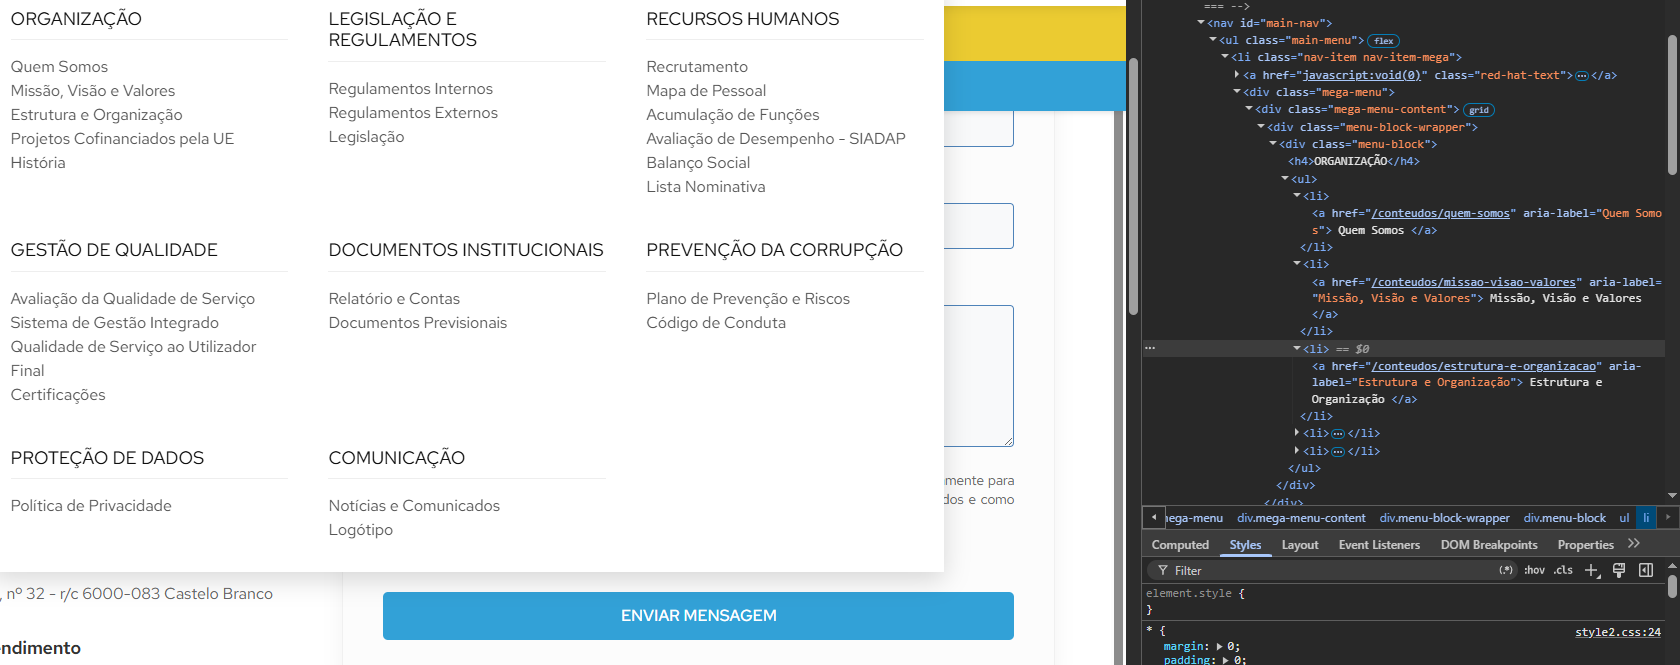 ORGANIZAÇÃO
Quem Somos
Missão, Visão e Valores
Estrutura e Organização
Projetos Cofinanciados pela UE
História
LEGISLAÇÃO E
REGULAMENTOS
Regulamentos Internos
Regulamentos Externos
Legislação
RECURSOS HUMANOS
Recrutamento
Mapa de Pessoal
Acumulação de Funções
Avaliação de Desempenho - SIADAP
Balanço Social
Lista Nominativa
GESTÃO DE QUALIDADE
Avaliação da Qualidade de Serviço
Sistema de Gestão Integrado
Qualidade de Serviço ao Utilizador
Final
Certificações
DOCUMENTOS INSTITUCIONAIS
Relatório e Contas
Documentos Previsionais
PREVENÇÃO DA CORRUPÇÃO
Plano de Prevenção e Riscos
Código de Conduta
PROTEÇÃO DE DADOS
Política de Privacidade
COMUNICAÇÃO
Notícias e Comunicados
Logótipo
amente para
dos e como
, nº 32 - r/c 6000-083 Castelo Branco
endimento
ENVIAR MENSAGEM
=== -->
<nav id="main-nav">
<ul class="main-menu"> flex
<li class="nav-item nav-item-mega">
<a href="javascript:void(0)" class="red-hat-text">…</a>
<div class="mega-menu">
<div class="mega-menu-content"> grid
<div class="menu-block-wrapper">
<div class="menu-block">
<h4>ORGANIZAÇÃO</h4>
<ul>
<li>
<a href="/conteudos/quem-somos" aria-label="Quem Somo
s"> Quem Somos </a>
</li>
<li>
<a href="/conteudos/missao-visao-valores" aria-label=
"Missão, Visão e Valores"> Missão, Visão e Valores
</a>
</li>
… <li> == $0
<a href="/conteudos/estrutura-e-organizacao" aria-
label="Estrutura e Organização"> Estrutura e
Organização </a>
</li>
<li>…</li>
<li>…</li>
</ul>
</div>
</div>
ega-menu div.mega-menu-content div.menu-block-wrapper div.menu-block ul li
Computed Styles Layout Event Listeners DOM Breakpoints Properties
Filter (.*) :hov .cls
element.style {
}
* { style2.css:24
margin: 0;
padding: 0;